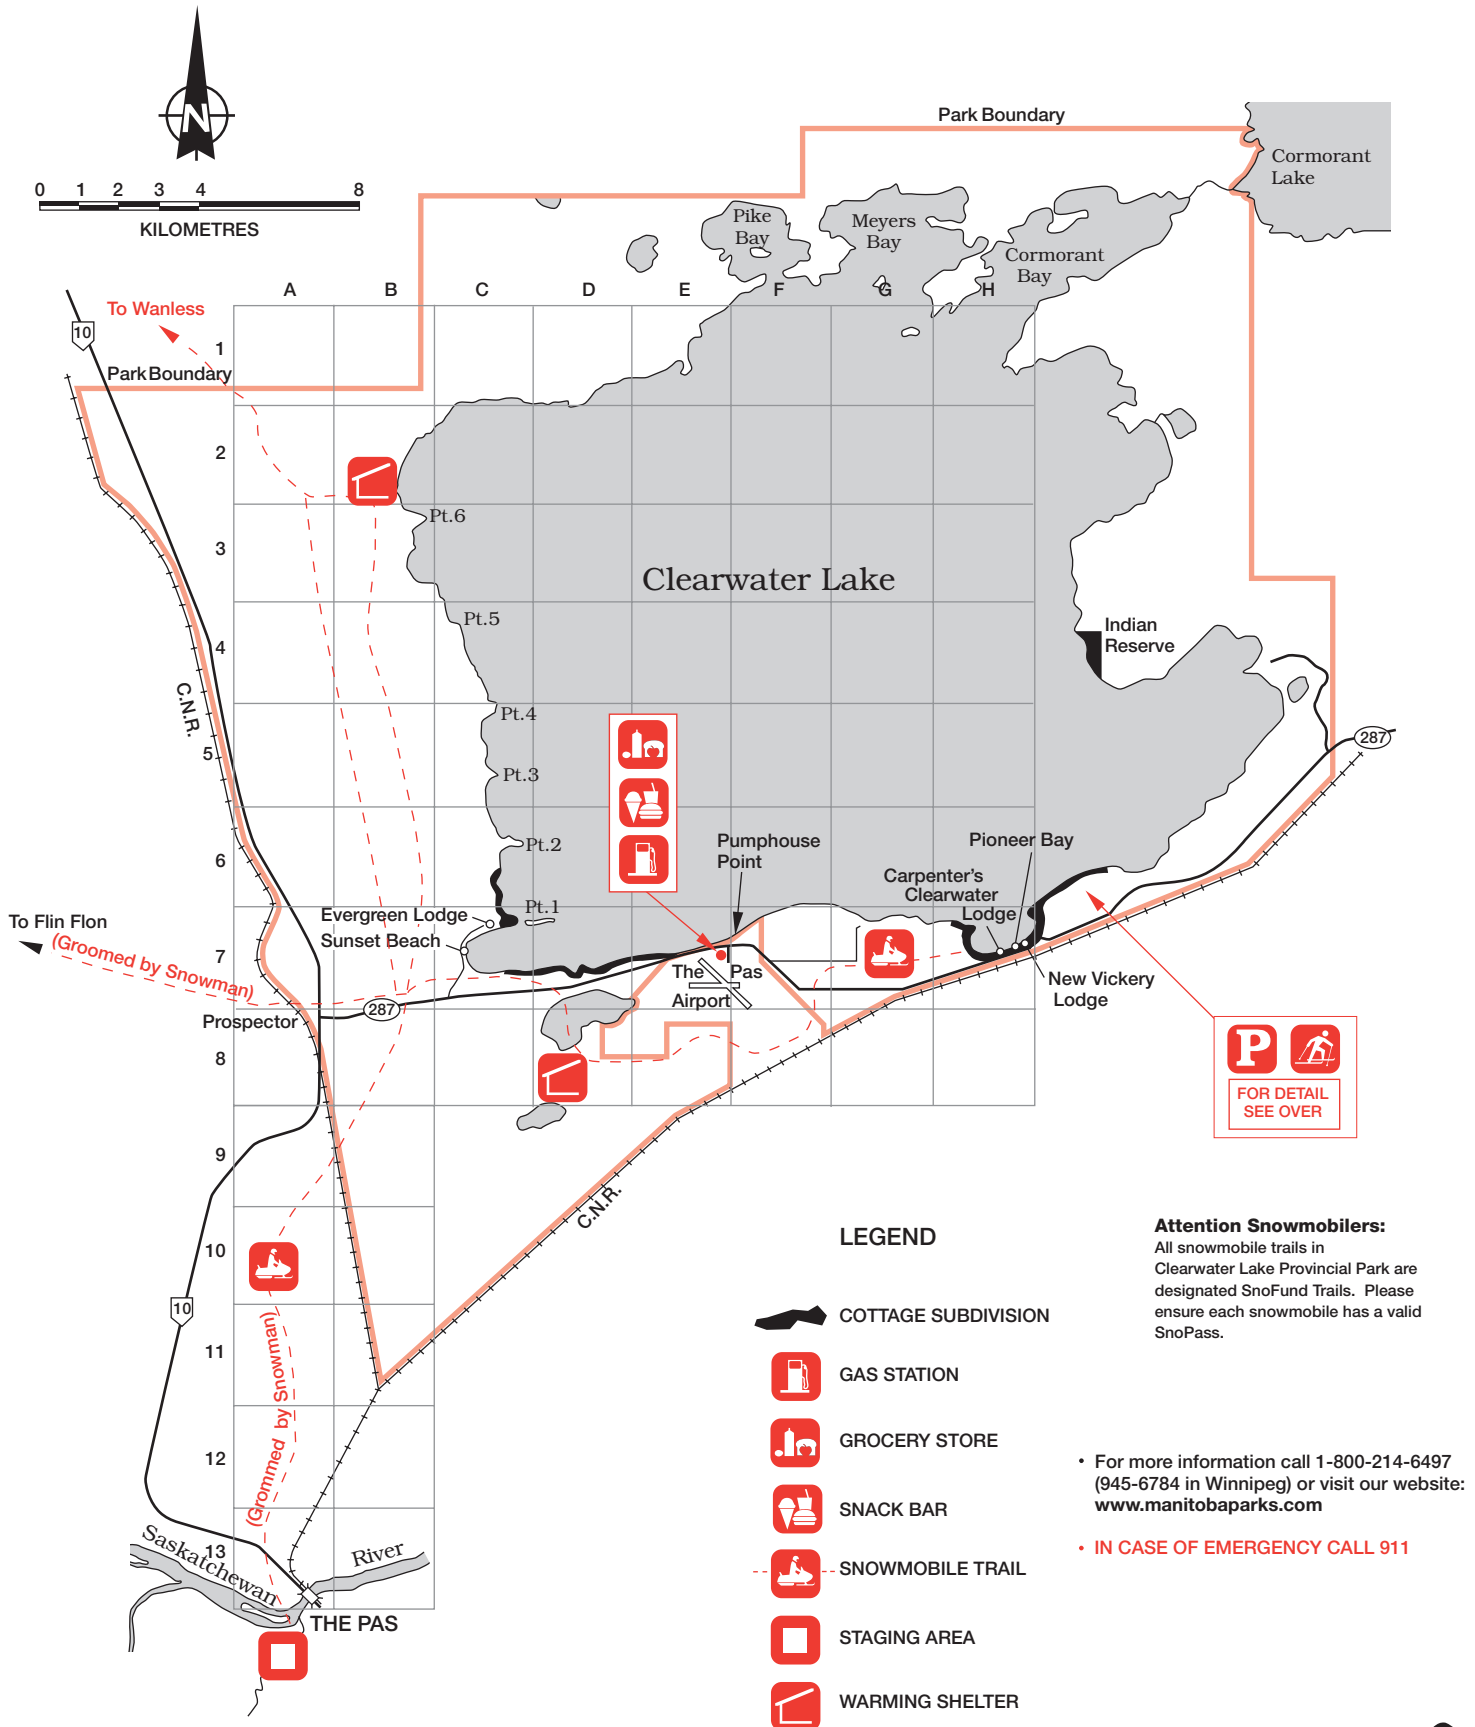 N
Park Boundary
Cormorant
Lake
0 1 2 3 4 8
KILOMETRES
Pike
Bay
Meyers
Bay
Cormorant
Bay
A B C D E F G H
To Wanless
10
1
Park Boundary
2
Pt.6
3
Clearwater Lake
Pt.5
Indian
Reserve
4
C.N.R.
Pt.4
5
287
Pt.3
Pumphouse
Point
Pioneer Bay
Pt.2
6
Carpenter's
Clearwater
Lodge
Pt.1
Evergreen Lodge
To Flin Flon
(Groomed by Snowman)
Sunset Beach
7
The Pas
Airport
New Vickery
Lodge
Prospector
287
8
P
FOR DETAIL
SEE OVER
9
C.N.R.
10
10
11
(Grommed by Snowman)
12
13
Saskatchewan
River
THE PAS
LEGEND
COTTAGE SUBDIVISION
GAS STATION
GROCERY STORE
SNACK BAR
SNOWMOBILE TRAIL
STAGING AREA
WARMING SHELTER
Attention Snowmobilers:
All snowmobile trails in
Clearwater Lake Provincial Park are
designated SnoFund Trails. Please
ensure each snowmobile has a valid
SnoPass.
• For more information call 1-800-214-6497
(945-6784 in Winnipeg) or visit our website:
www.manitobaparks.com
• IN CASE OF EMERGENCY CALL 911